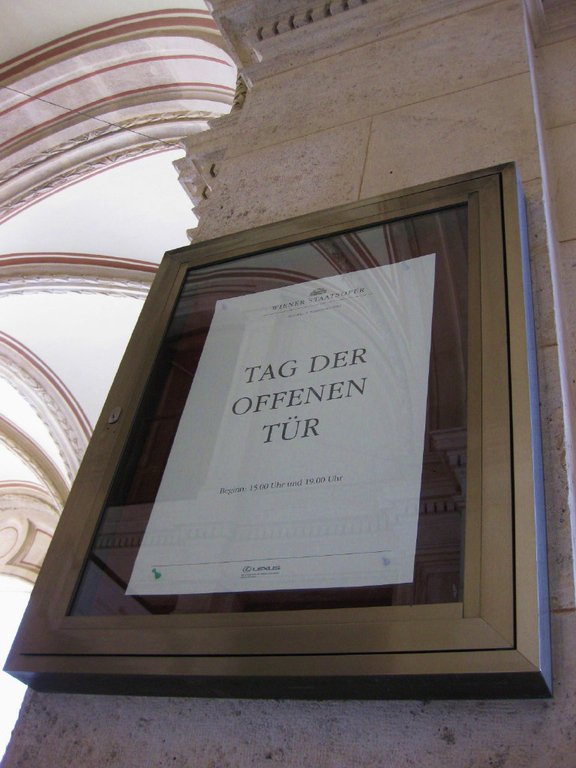 WIENER STAATSOPER
TAG DER
OFFENEN
TÜR
Beginn: 15.00 Uhr und 19.00 Uhr
LEXUS